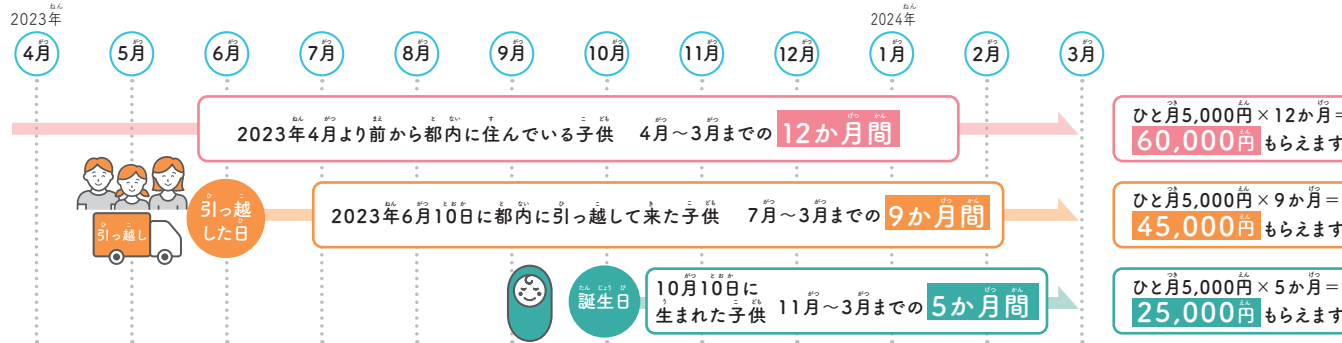 2023年
2024年
4月 5月 6月 7月 8月 9月 10月 11月 12月 1月 2月 3月
2023年4月より前から都内に住んでいる子供 4月〜3月までの 12か月間
ひと月5,000円×12か月=
60,000円 もらえます
引っ越し
引っ越
した日
2023年6月10日に都内に引っ越して来た子供 7月〜3月までの 9か月間
ひと月5,000円×9か月=
45,000円 もらえます
誕生日
10月10日に
生まれた子供 11月〜3月までの 5か月間
ひと月5,000円×5か月=
25,000円 もらえます